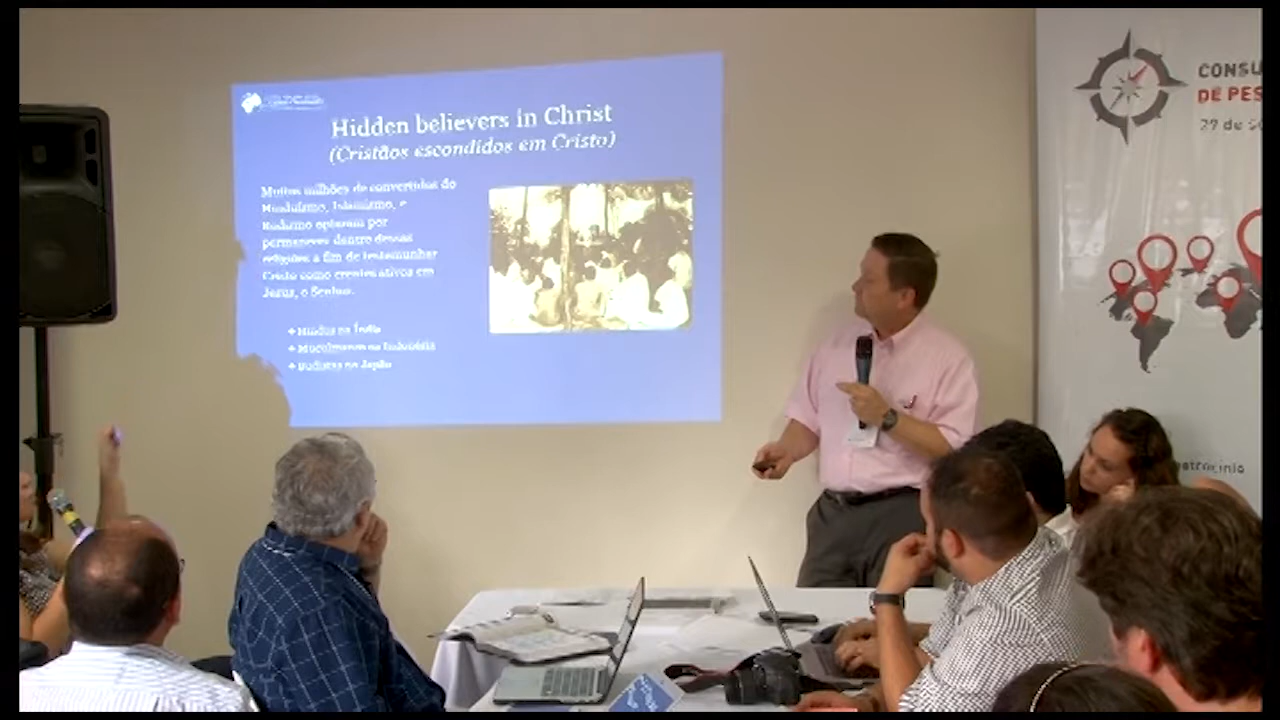 Hidden believers in Christ
(Cristãos escondidos em Cristo)
Muitos milhões de convertidos do
Hinduísmo, Islamismo, e
Budismo optaram por
permanecer dentro dessas
religiões a fim de testemunhar
Cristo como crentes ativos em
Jesus, o Senhor.
❖ Hindus na Índia
❖ Muçulmanos na Indonésia
❖ Budistas no Japão
CONSU
DE PES